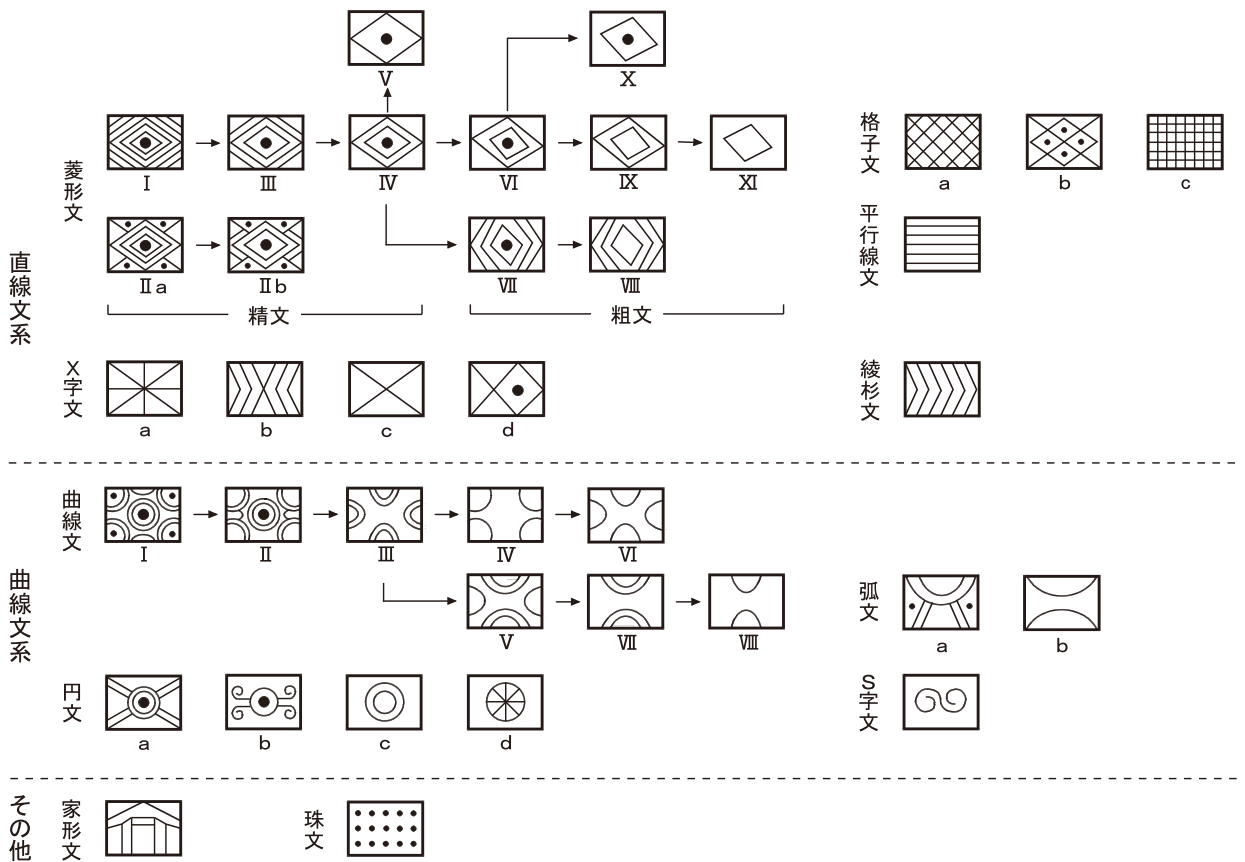 直線文系
菱形文
Ⅴ
Ⅹ
Ⅰ
Ⅲ
Ⅳ
Ⅵ
Ⅸ
Ⅺ
Ⅱa
Ⅱb
Ⅶ
Ⅷ
精文
粗文
X字文
a
b
c
d
格子文
a
b
c
平行線文
綾杉文
曲線文系
曲線文
Ⅰ
Ⅱ
Ⅲ
Ⅳ
Ⅵ
Ⅴ
Ⅶ
Ⅷ
円文
a
b
c
d
弧文
a
b
S字文
その他
家形文
珠文